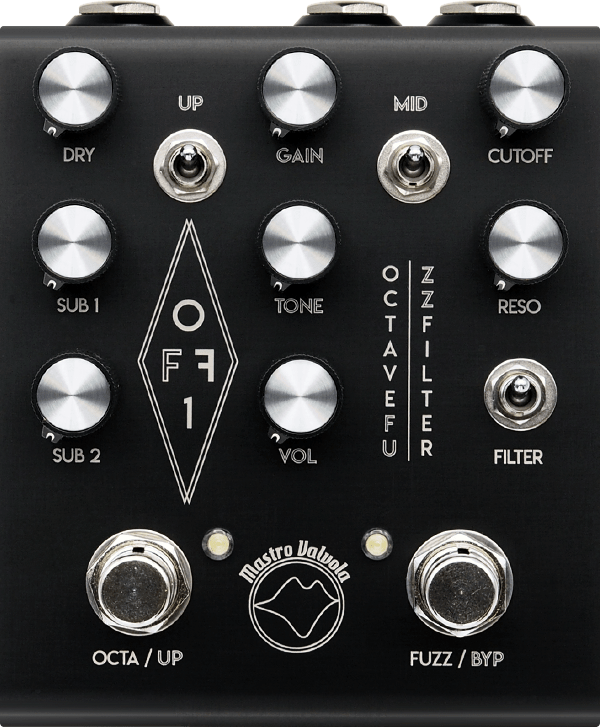 UP
MID
DRY
GAIN
CUTOFF
SUB 1
TONE
RESO
O
FF
1
OCTAVEFU
ZZFILTER
SUB 2
VOL
FILTER
Mastro Valvola
OCTA / UP
FUZZ / BYP